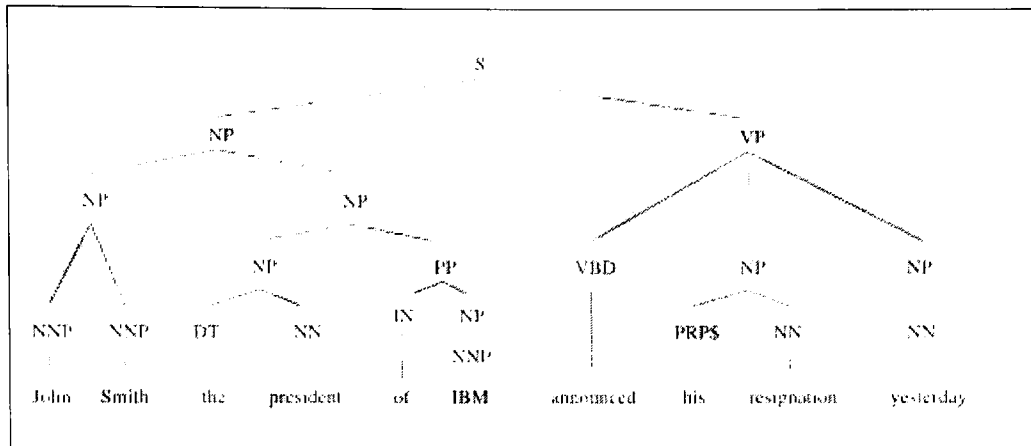 S
NP VP
NP NP
NP PP VBD NP NP
IN NP
NNP NNP DT NN PRP$ NN NN
NNP
John Smith the president of IBM announced his resignation yesterday